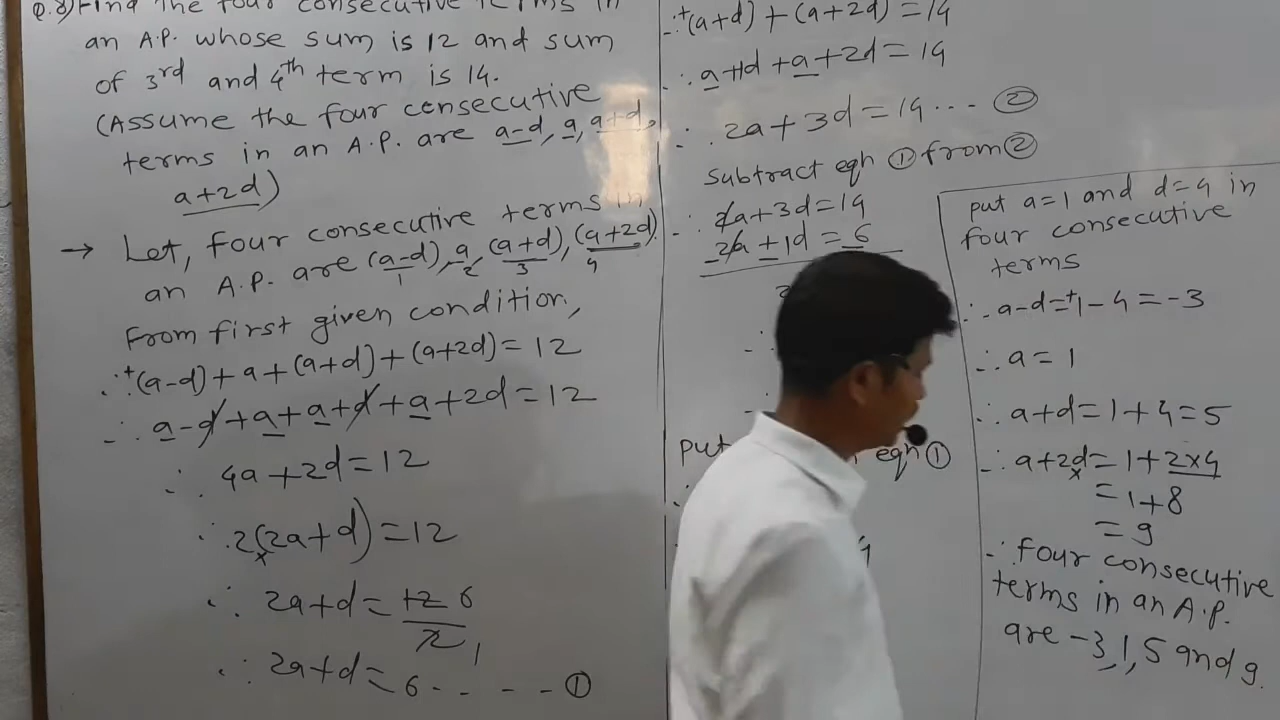 Q.8) Find the four consecutive terms in
an A.P. whose sum is 12 and sum
of 3rd and 4th term is 14.
(Assume the four consecutive
terms in an A.P. are a-d, a, a+d,
a+2d)
→ Let, four consecutive terms in
an A.P. are (a-d), a, (a+d), (a+2d)
1 2 3 4
From first given condition,
∴ +(a-d) + a + (a+d) + (a+2d) = 12
∴ a - d + a + a + d + a + 2d = 12
∴ 4a + 2d = 12
∴ 2(2a+d) = 12
∴ 2a+d = 12 6
2 1
∴ 2a+d = 6 - - - - ①
∴ +(a+d) + (a+2d) = 14
∴ a+1d + a + 2d = 14
∴ 2a + 3d = 14 ---- ②
subtract eqn ① from ②
∴ 2a + 3d = 14
-2a + 1d = 6
put
eqn ①
put a=1 and d=4 in
four consecutive
terms
∴ a-d = +1 - 4 = -3
∴ a = 1
∴ a+d = 1+4 = 5
∴ a+2d = 1 + 2x4
= 1+8
= 9
∴ four consecutive
terms in an A.P.
are -3, 1, 5 and 9.